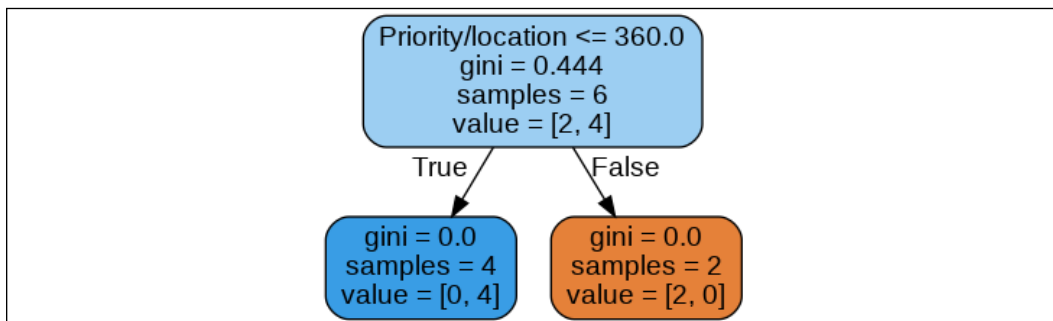 Priority/location <= 360.0
gini = 0.444
samples = 6
value = [2, 4]
True
False
gini = 0.0
samples = 4
value = [0, 4]
gini = 0.0
samples = 2
value = [2, 0]